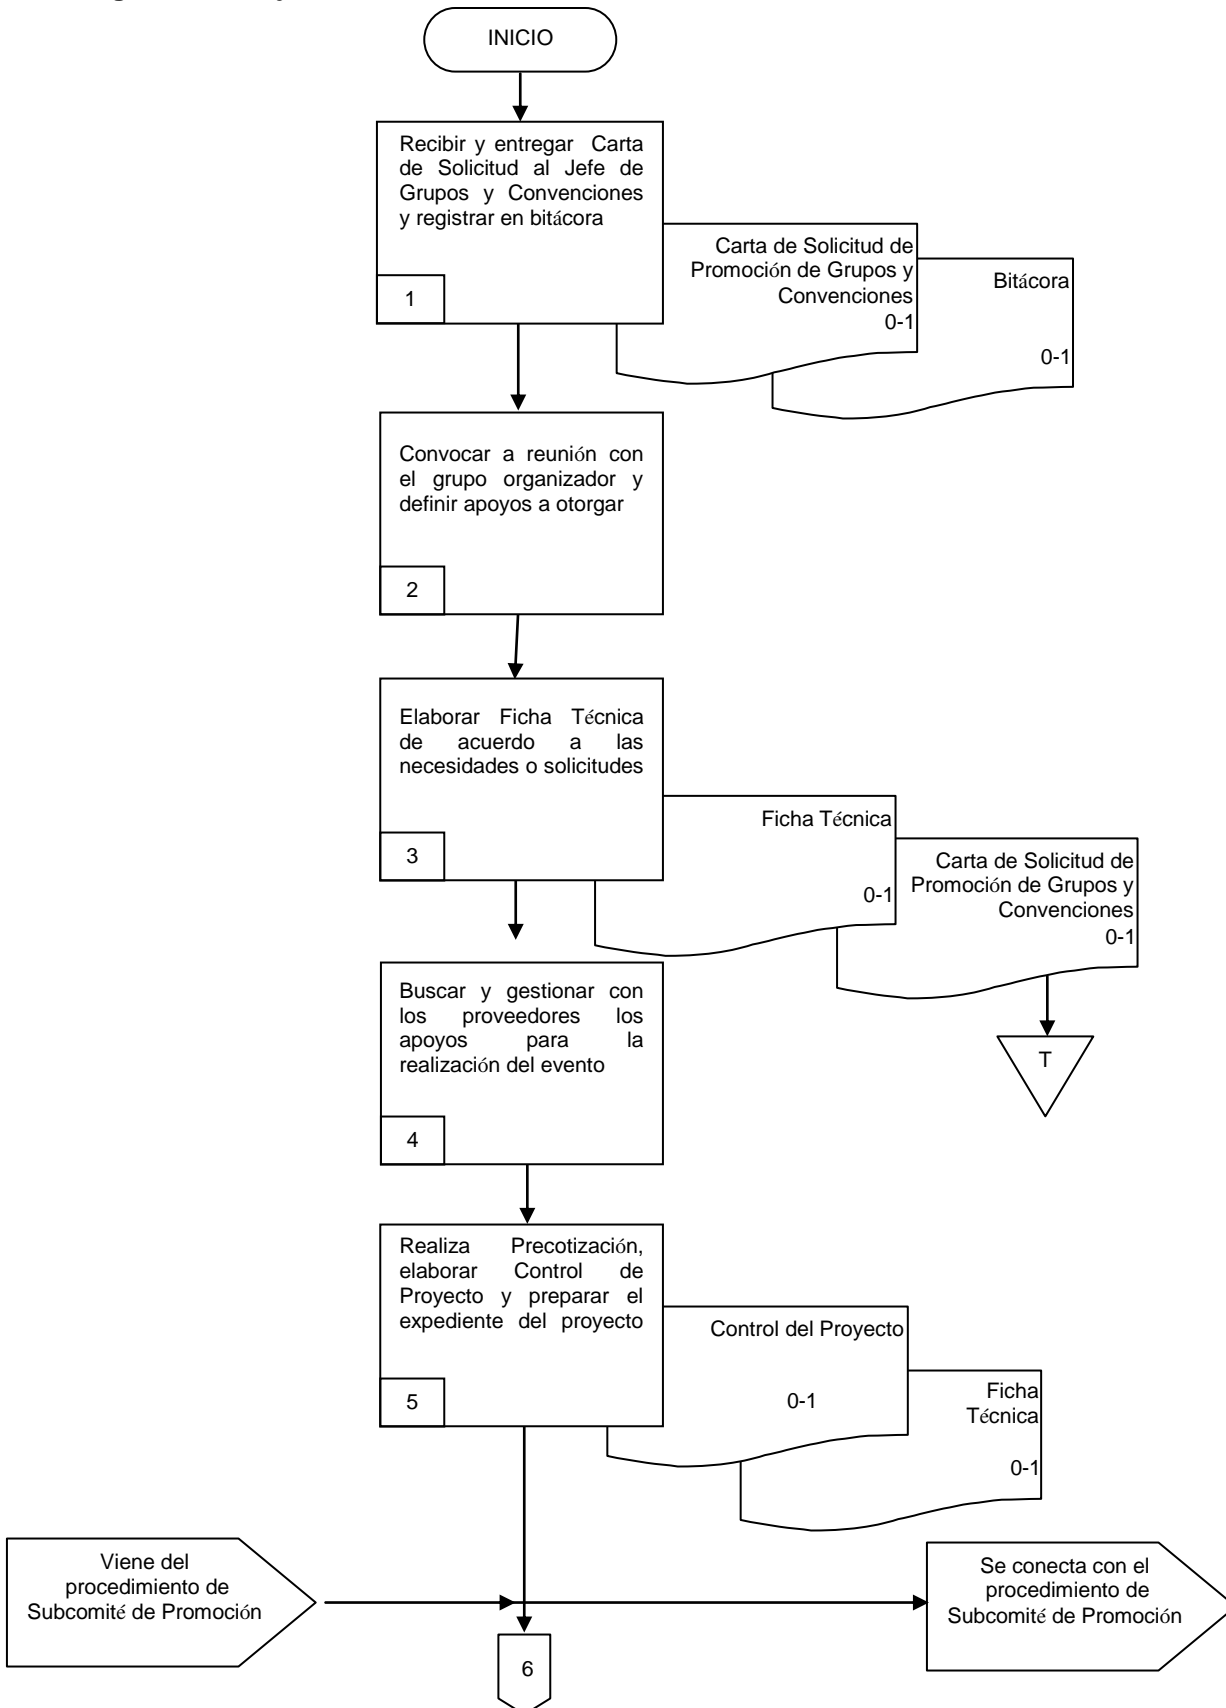 INICIO
Recibir y entregar Carta
de Solicitud al Jefe de
Grupos y Convenciones
y registrar en bitácora
1
Carta de Solicitud de
Promoción de Grupos y
Convenciones
0-1
Bitácora
0-1
Convocar a reunión con
el grupo organizador y
definir apoyos a otorgar
2
Elaborar Ficha Técnica
de acuerdo a las
necesidades o solicitudes
3
Ficha Técnica
0-1
Carta de Solicitud de
Promoción de Grupos y
Convenciones
0-1
T
Buscar y gestionar con
los proveedores los
apoyos para la
realización del evento
4
Realiza Precotización,
elaborar Control de
Proyecto y preparar el
expediente del proyecto
5
Control del Proyecto
0-1
Ficha
Técnica
0-1
Viene del
procedimiento de
Subcomité de Promoción
Se conecta con el
procedimiento de
Subcomité de Promoción
6